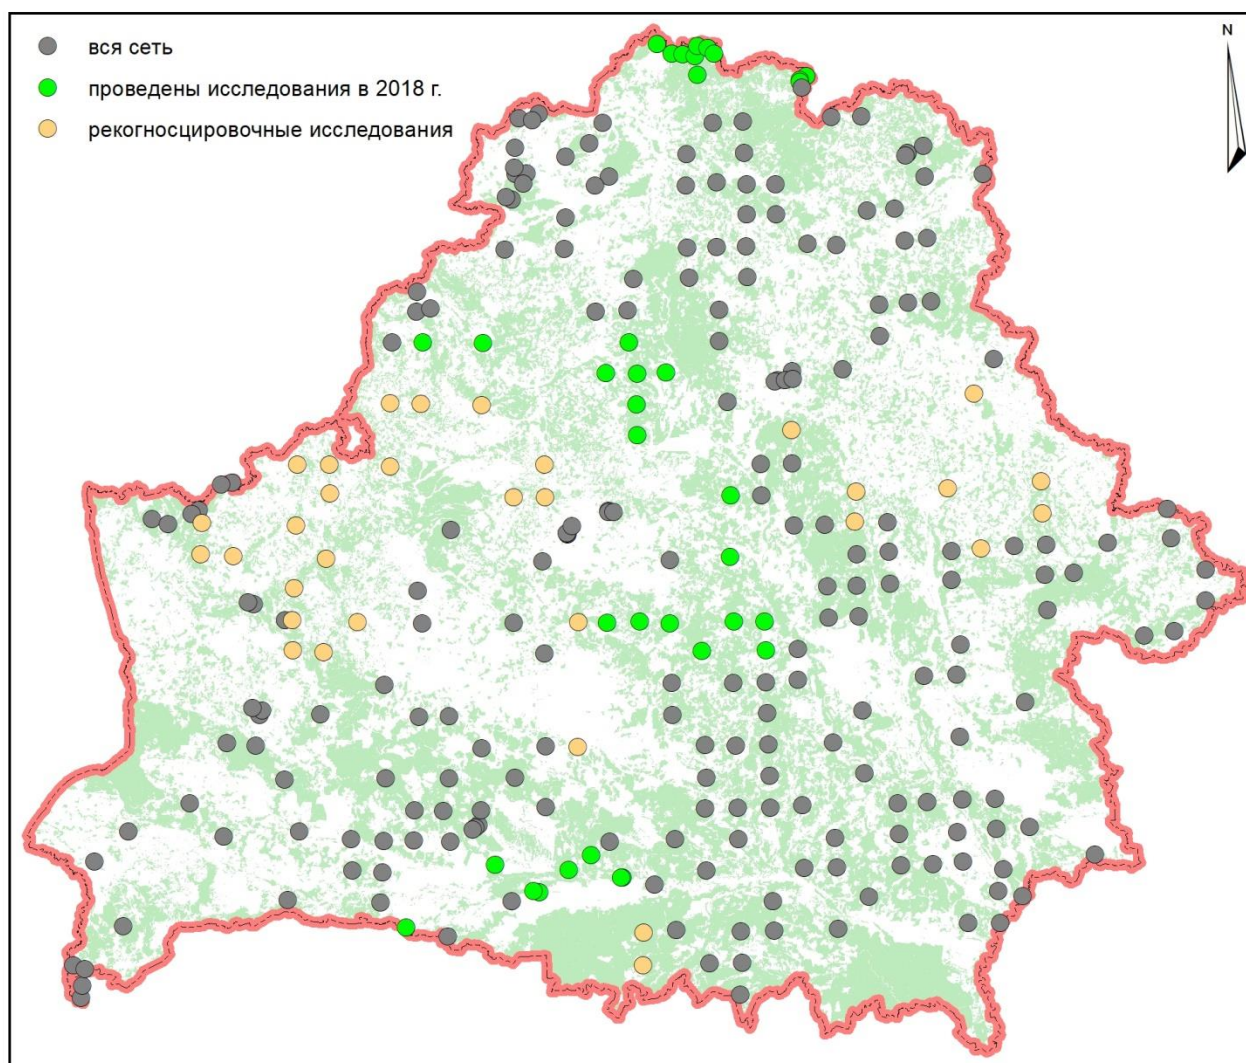 вся сеть
N
проведены исследования в 2018 г.
рекогносцировочные исследования